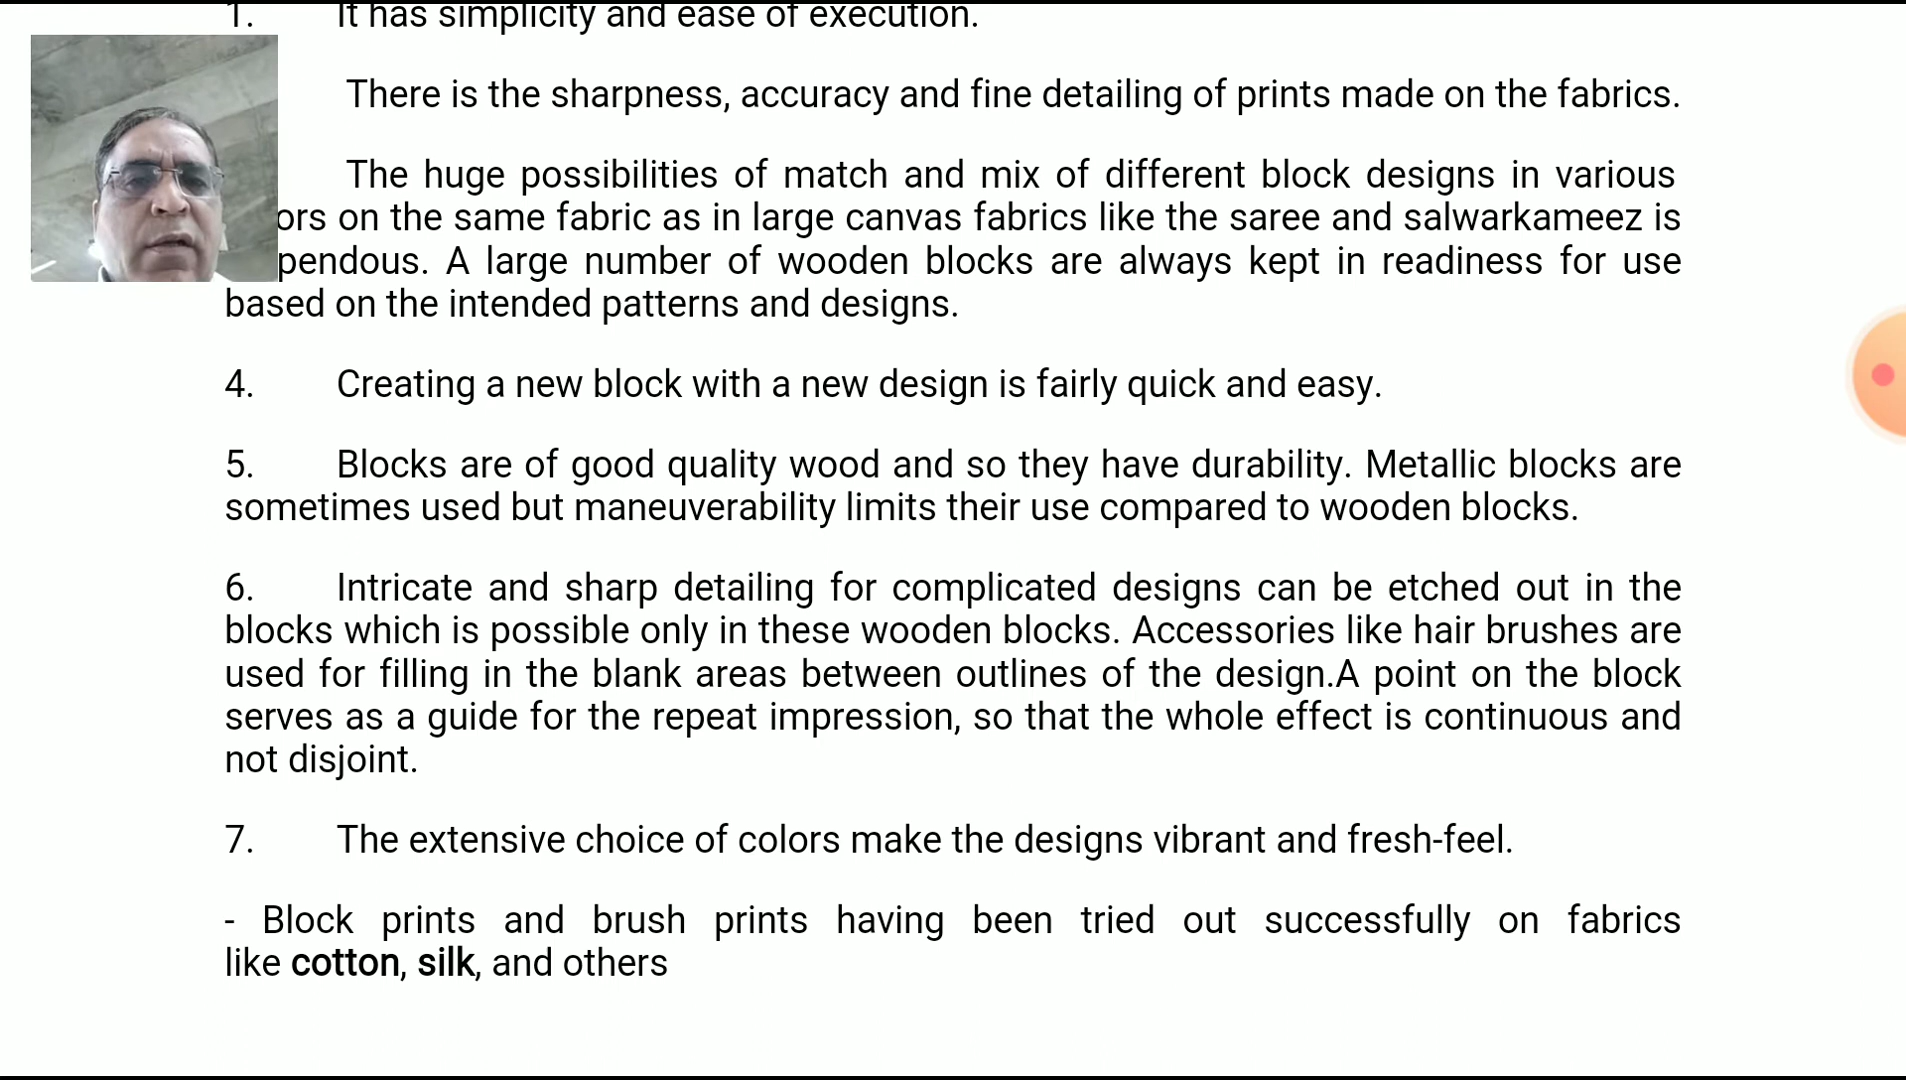 1. It has simplicity and ease of execution.
There is the sharpness, accuracy and fine detailing of prints made on the fabrics.
The huge possibilities of match and mix of different block designs in various
ors on the same fabric as in large canvas fabrics like the saree and salwarkameez is
pendous. A large number of wooden blocks are always kept in readiness for use
based on the intended patterns and designs.
4. Creating a new block with a new design is fairly quick and easy.
5. Blocks are of good quality wood and so they have durability. Metallic blocks are
sometimes used but maneuverability limits their use compared to wooden blocks.
6. Intricate and sharp detailing for complicated designs can be etched out in the
blocks which is possible only in these wooden blocks. Accessories like hair brushes are
used for filling in the blank areas between outlines of the design.A point on the block
serves as a guide for the repeat impression, so that the whole effect is continuous and
not disjoint.
7. The extensive choice of colors make the designs vibrant and fresh-feel.
- Block prints and brush prints having been tried out successfully on fabrics
like cotton, silk, and others